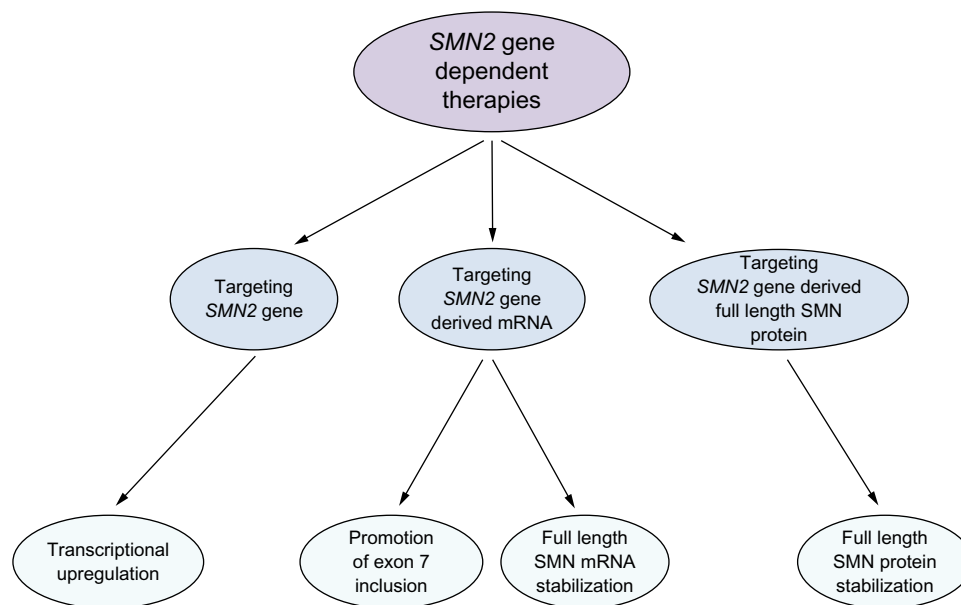 SMN2 gene
dependent
therapies
Targeting
SMN2 gene
Targeting
SMN2 gene
derived mRNA
Targeting
SMN2 gene derived
full length SMN
protein
Transcriptional
upregulation
Promotion
of exon 7
inclusion
Full length
SMN mRNA
stabilization
Full length
SMN protein
stabilization